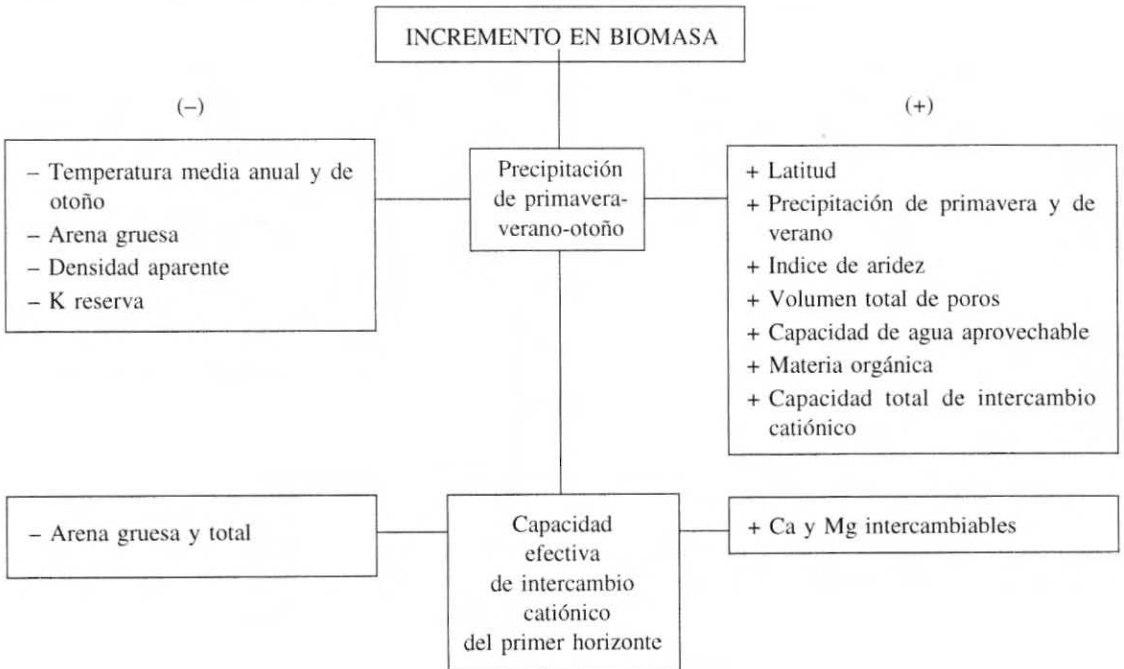 INCREMENTO EN BIOMASA
(–)
(+)
– Temperatura media anual y de
otoño
– Arena gruesa
– Densidad aparente
– K reserva
Precipitación
de primavera-
verano-otoño
+ Latitud
+ Precipitación de primavera y de
verano
+ Indice de aridez
+ Volumen total de poros
+ Capacidad de agua aprovechable
+ Materia orgánica
+ Capacidad total de intercambio
catiónico
– Arena gruesa y total
Capacidad
efectiva
de intercambio
catiónico
del primer horizonte
+ Ca y Mg intercambiables